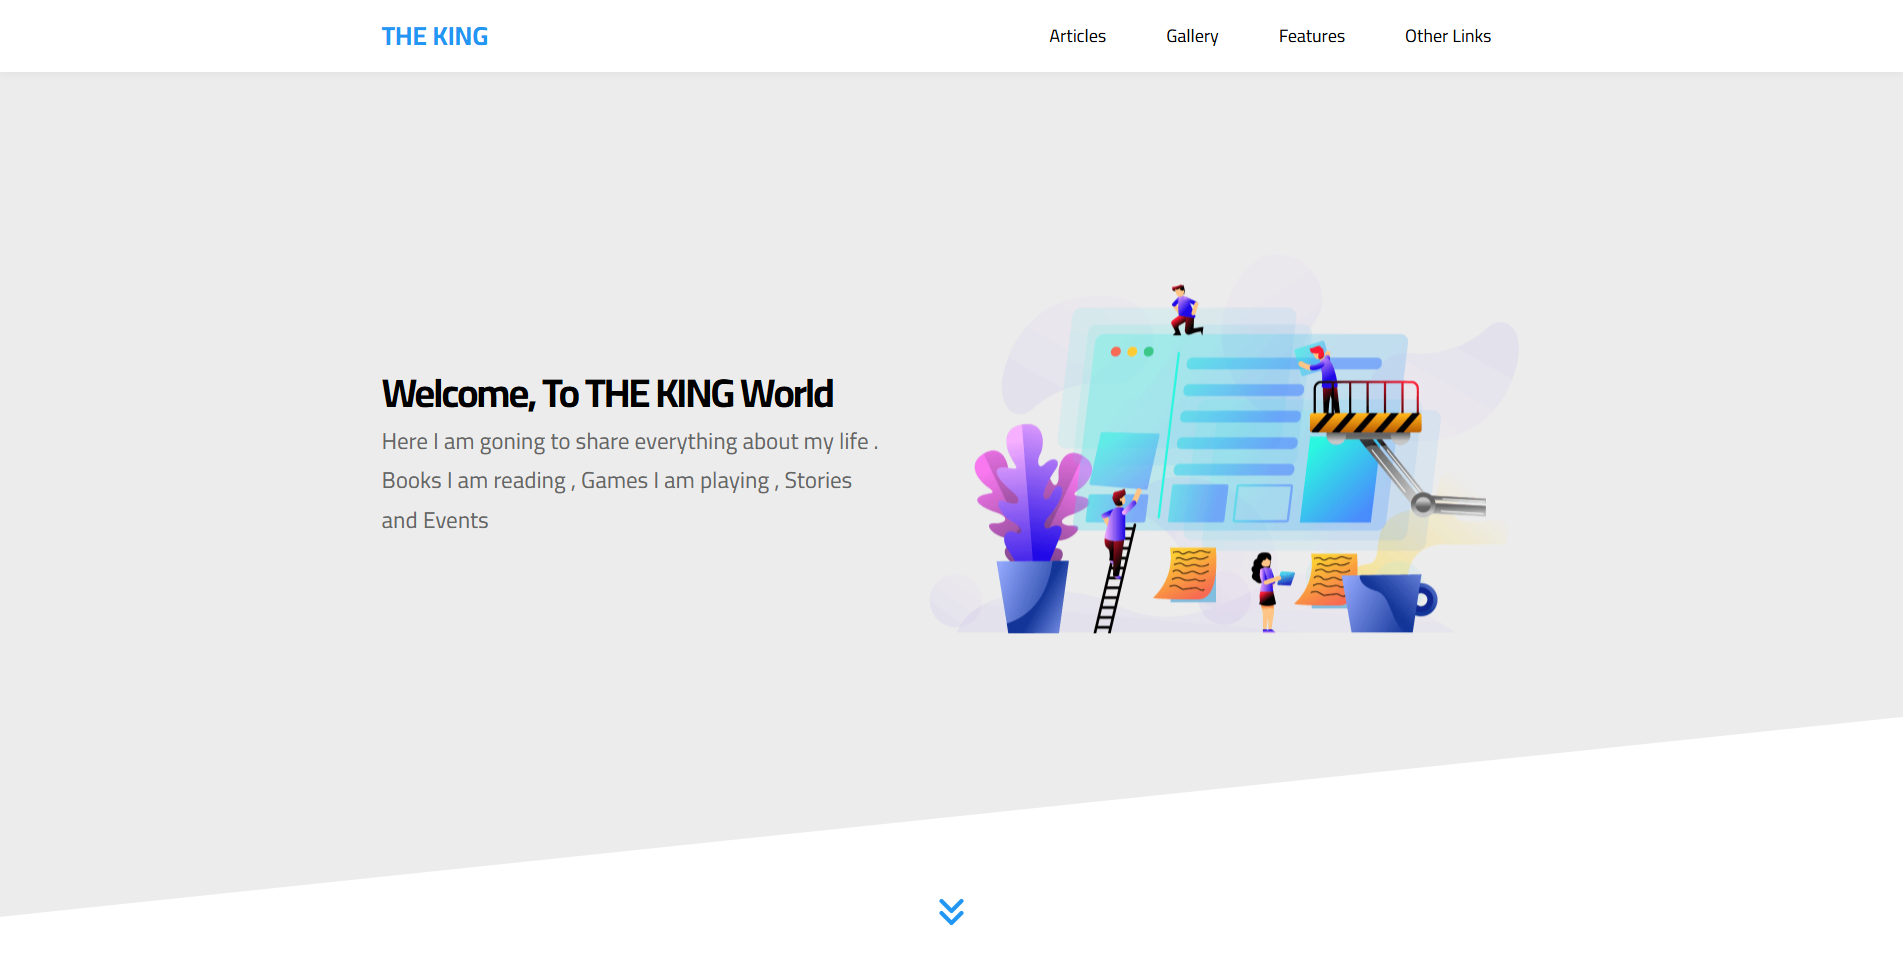 THE KING
Articles
Gallery
Features
Other Links
Welcome, To THE KING World
Here I am goning to share everything about my life .
Books I am reading , Games I am playing , Stories
and Events